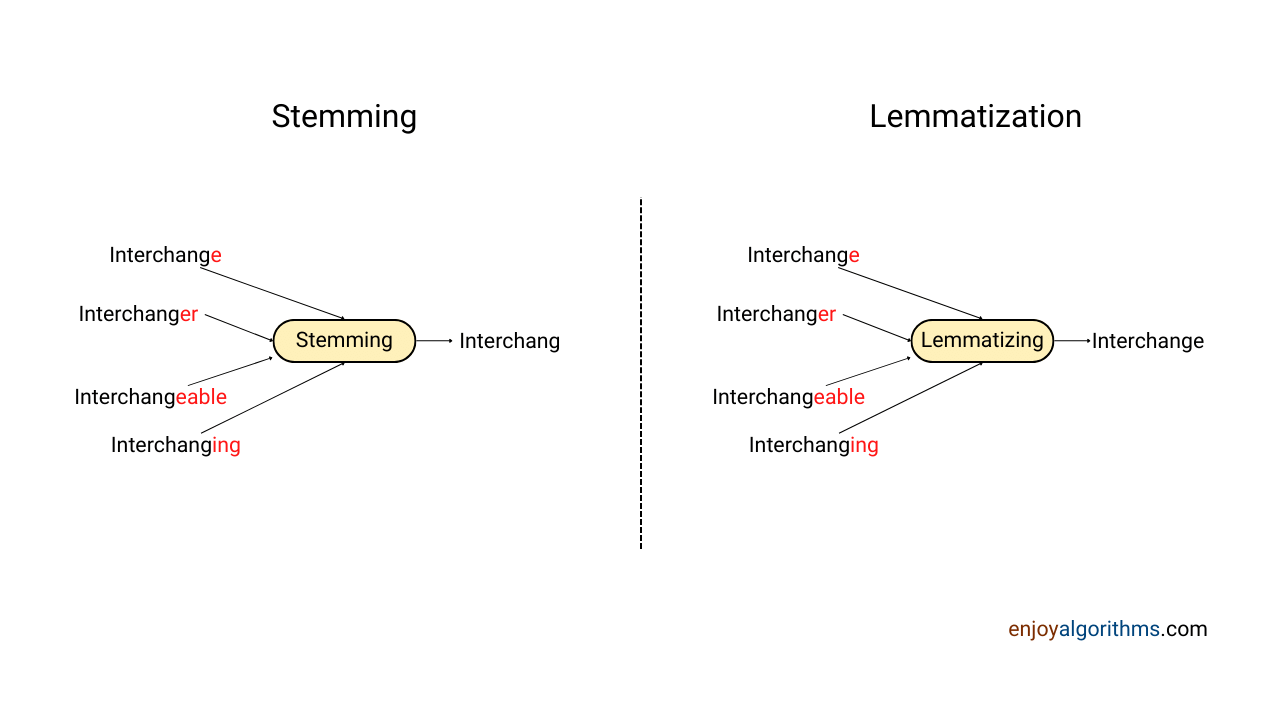 Stemming
Interchange
Interchanger
Interchangeable
Interchanging
Stemming
Interchang
Lemmatization
Interchange
Interchanger
Interchangeable
Interchanging
Lemmatizing
Interchange
enjoyalgorithms.com